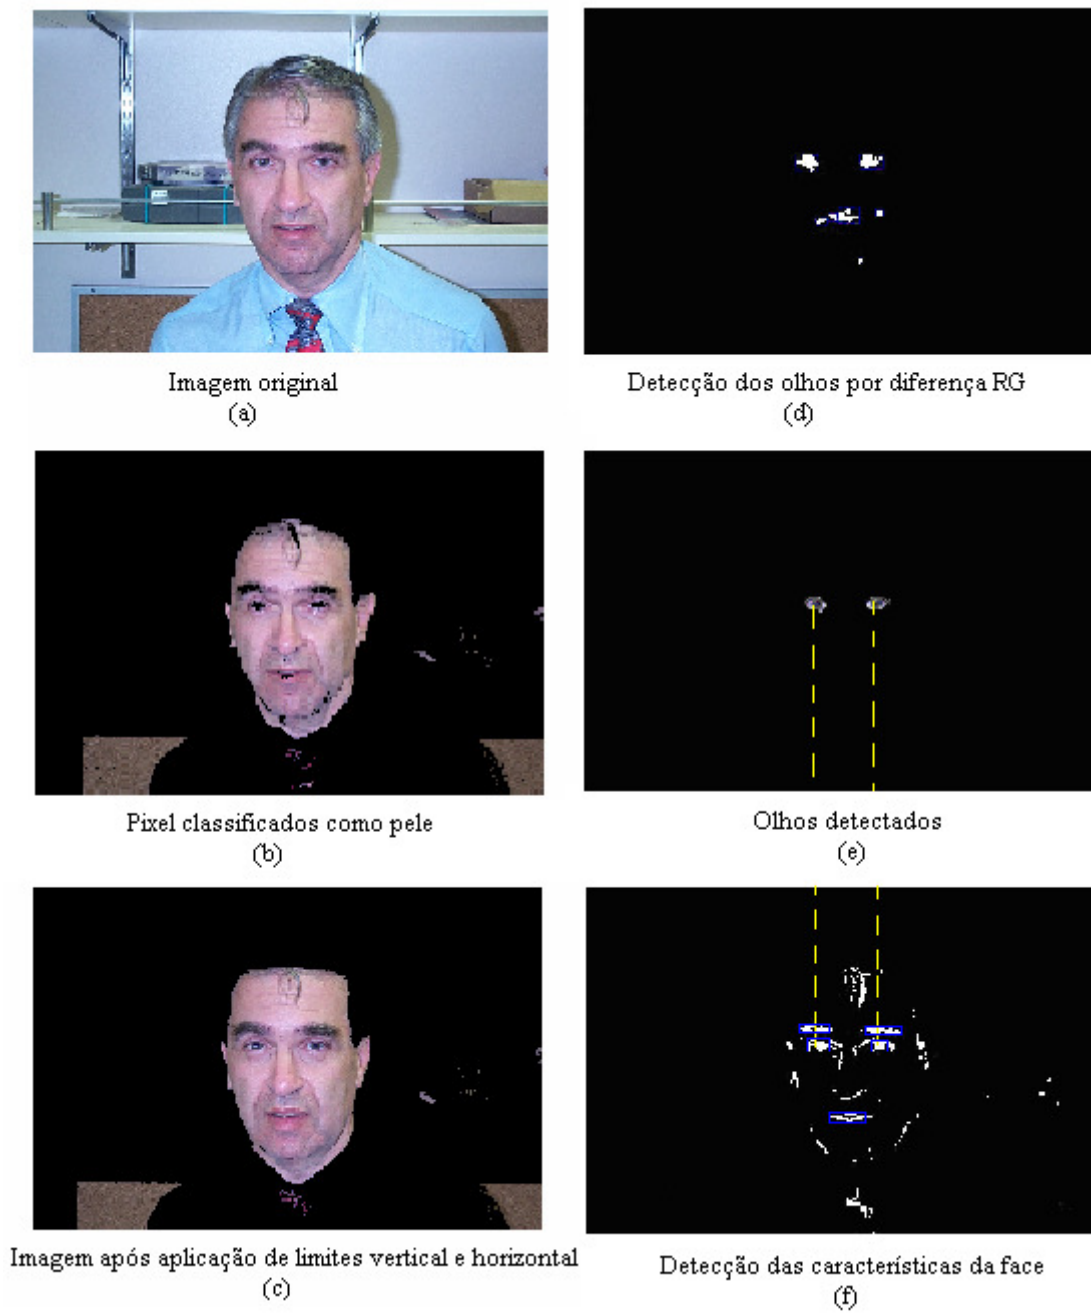 Imagem original
(a)
Detecção dos olhos por diferença RG
(d)
Pixel classificados como pele
(b)
Olhos detectados
(e)
Imagem após aplicação de limites vertical e horizontal
(c)
Detecção das características da face
(f)